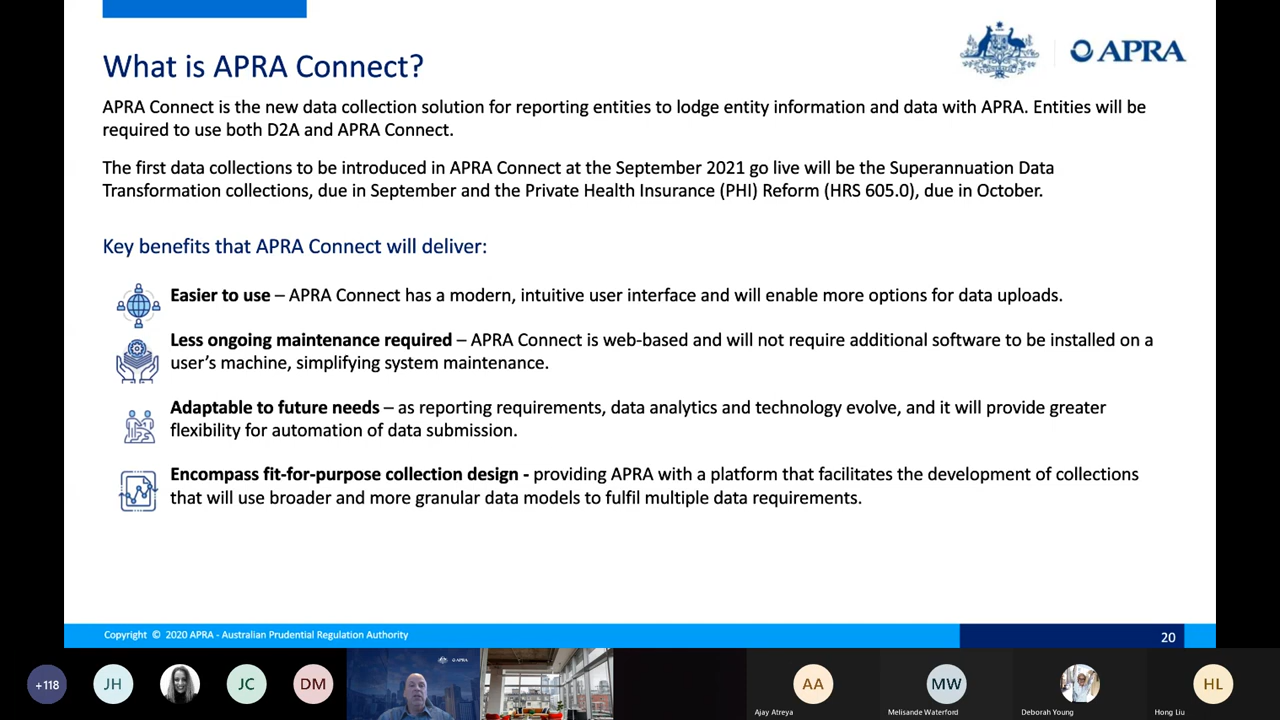 What is APRA Connect?
APRA
APRA Connect is the new data collection solution for reporting entities to lodge entity information and data with APRA. Entities will be
required to use both D2A and APRA Connect.
The first data collections to be introduced in APRA Connect at the September 2021 go live will be the Superannuation Data
Transformation collections, due in September and the Private Health Insurance (PHI) Reform (HRS 605.0), due in October.
Key benefits that APRA Connect will deliver:
Easier to use – APRA Connect has a modern, intuitive user interface and will enable more options for data uploads.
Less ongoing maintenance required – APRA Connect is web-based and will not require additional software to be installed on a
user's machine, simplifying system maintenance.
Adaptable to future needs – as reporting requirements, data analytics and technology evolve, and it will provide greater
flexibility for automation of data submission.
Encompass fit-for-purpose collection design - providing APRA with a platform that facilitates the development of collections
that will use broader and more granular data models to fulfil multiple data requirements.
Copyright © 2020 APRA - Australian Prudential Regulation Authority
20
+118
JH
JC
DM
APRA
AA
MW
HL
Ajay Atreya
Melisande Waterford
Deborah Young
Hong Liu